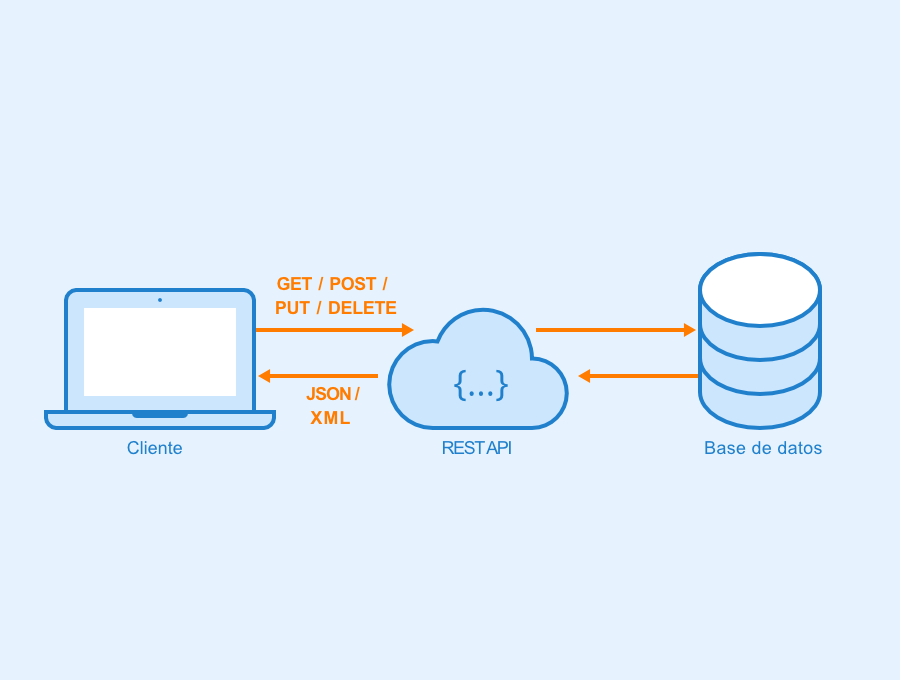 GET / POST /
PUT / DELETE
JSON /
XML
{...}
Cliente
REST API
Base de datos